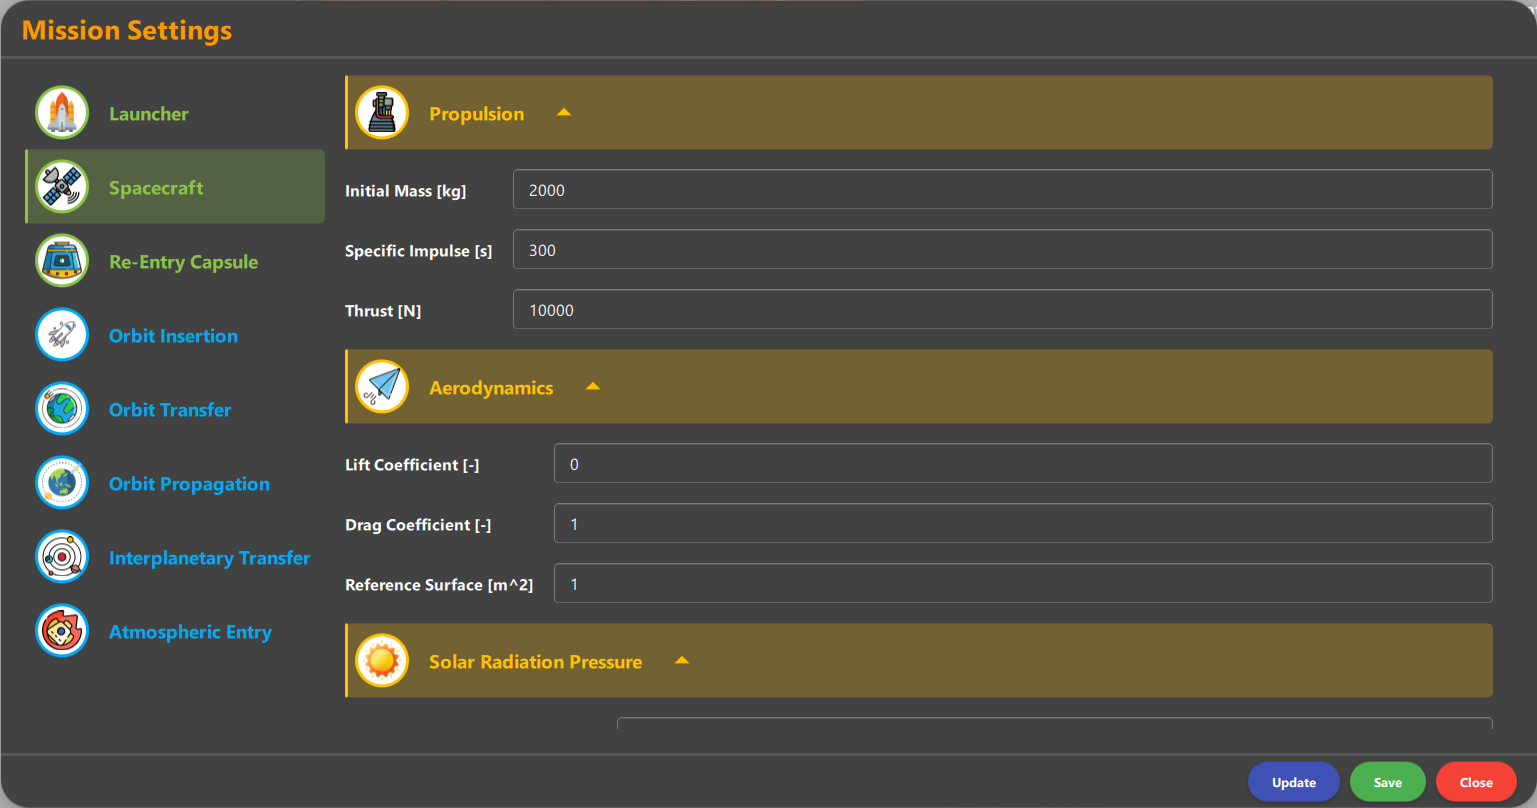 Mission Settings
Launcher
Spacecraft
Re-Entry Capsule
Orbit Insertion
Orbit Transfer
Orbit Propagation
Interplanetary Transfer
Atmospheric Entry
Propulsion
Initial Mass [kg] 2000
Specific Impulse [s] 300
Thrust [N] 10000
Aerodynamics
Lift Coefficient [-] 0
Drag Coefficient [-] 1
Reference Surface [m^2] 1
Solar Radiation Pressure
Update Save Close